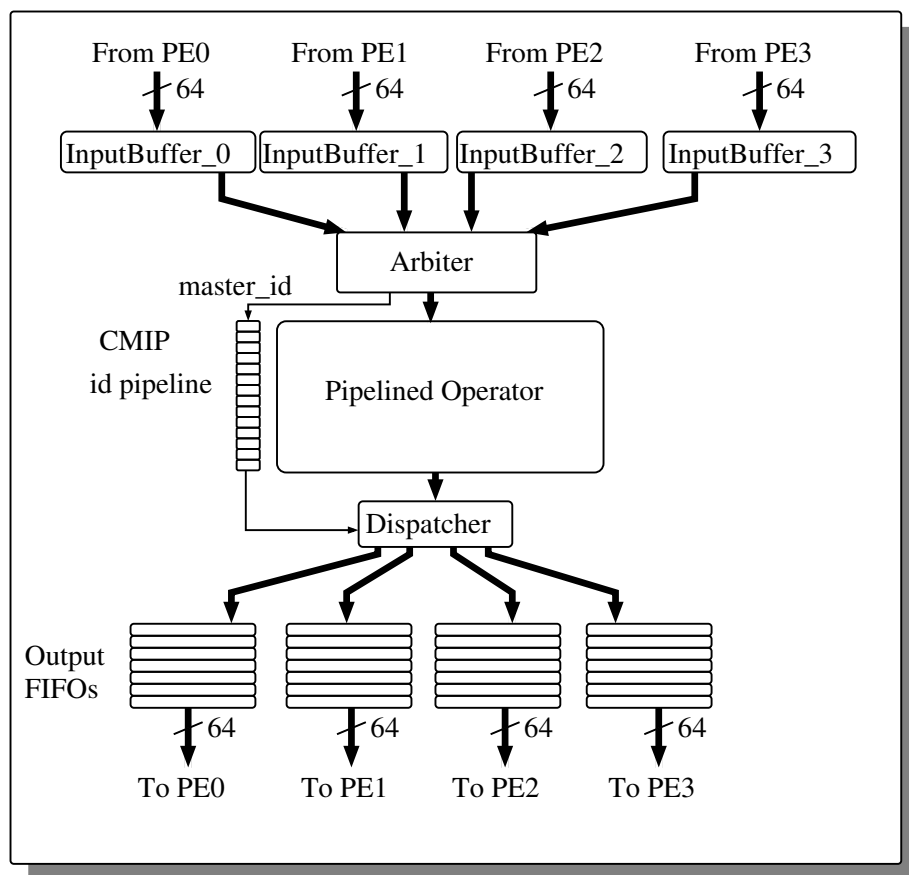 From PE0
From PE1
From PE2
From PE3
64
64
64
64
InputBuffer_0
InputBuffer_1
InputBuffer_2
InputBuffer_3
Arbiter
master_id
CMIP
id pipeline
Pipelined Operator
Dispatcher
Output
FIFOs
64
64
64
64
To PE0
To PE1
To PE2
To PE3